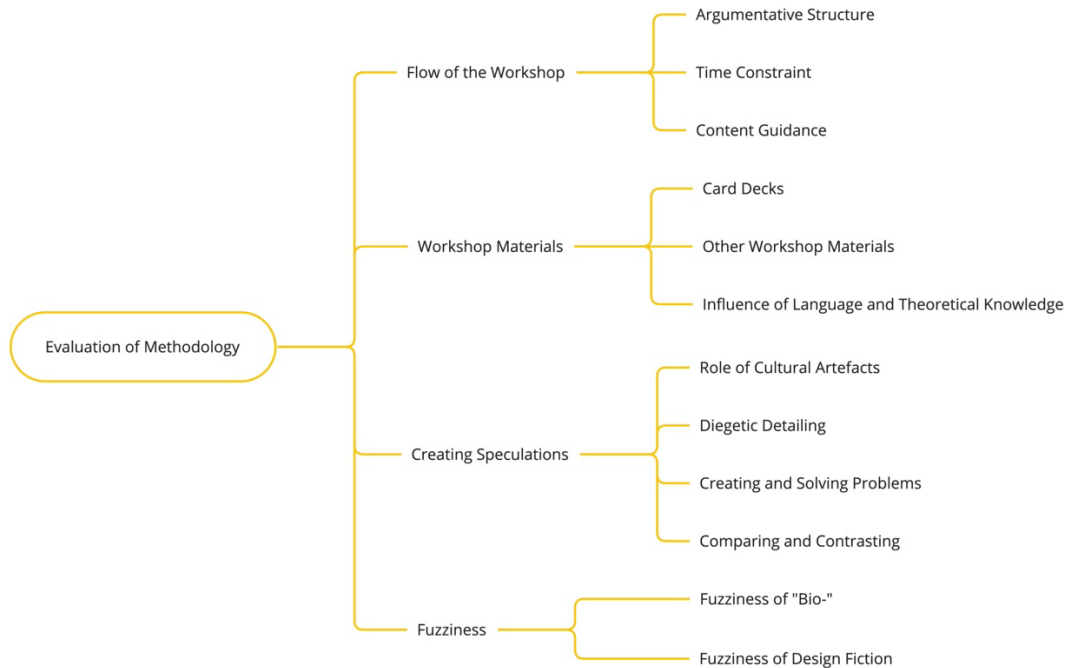 Evaluation of Methodology
Flow of the Workshop
Argumentative Structure
Time Constraint
Content Guidance
Workshop Materials
Card Decks
Other Workshop Materials
Influence of Language and Theoretical Knowledge
Creating Speculations
Role of Cultural Artefacts
Diegetic Detailing
Creating and Solving Problems
Comparing and Contrasting
Fuzziness
Fuzziness of "Bio-"
Fuzziness of Design Fiction